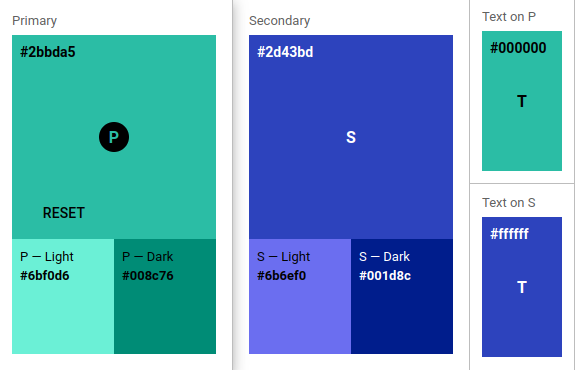 Primary
#2bbda5
P
RESET
P — Light
#6bf0d6
P — Dark
#008c76
Secondary
#2d43bd
S
S — Light
#6b6ef0
S — Dark
#001d8c
Text on P
#000000
T
Text on S
#ffffff
T